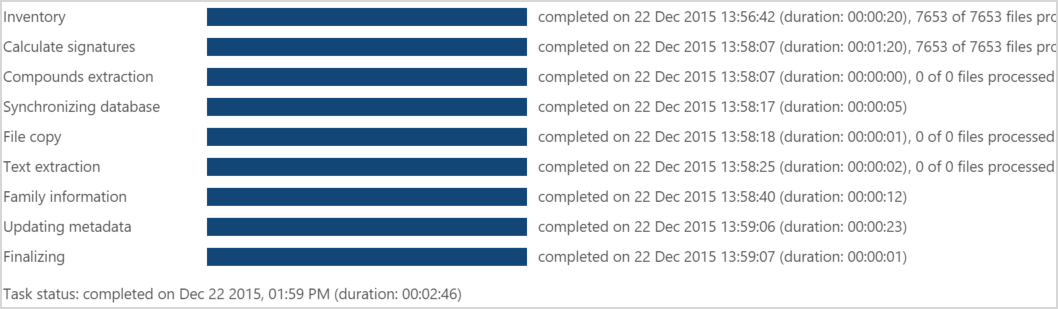 Inventory completed on 22 Dec 2015 13:56:42 (duration: 00:00:20), 7653 of 7653 files
Calculate signatures completed on 22 Dec 2015 13:58:07 (duration: 00:01:20), 7653 of 7653 files
Compounds extraction completed on 22 Dec 2015 13:58:07 (duration: 00:00:00), 0 of 0 files processed
Synchronizing database completed on 22 Dec 2015 13:58:17 (duration: 00:00:05)
File copy completed on 22 Dec 2015 13:58:18 (duration: 00:00:01), 0 of 0 files processed
Text extraction completed on 22 Dec 2015 13:58:25 (duration: 00:00:02), 0 of 0 files processed
Family information completed on 22 Dec 2015 13:58:40 (duration: 00:00:12)
Updating metadata completed on 22 Dec 2015 13:59:06 (duration: 00:00:23)
Finalizing completed on 22 Dec 2015 13:59:07 (duration: 00:00:01)
Task status: completed on Dec 22 2015, 01:59 PM (duration: 00:02:46)